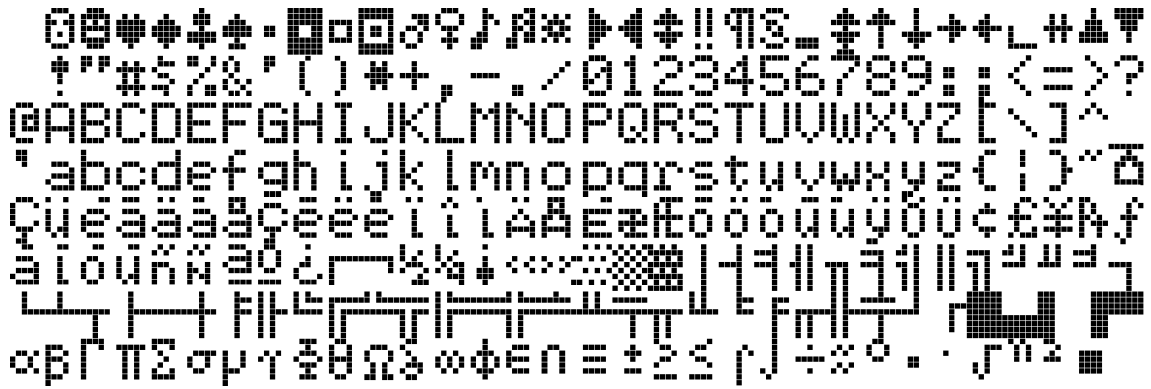 ☺☻♥♦♣♠•◘○◙♂♀♪♫☼►◄↕‼¶§▬↨↑↓→←∟↔▲▼
!"#$%&'()*+,-./0123456789:;<=>?
@ABCDEFGHIJKLMNOPQRSTUVWXYZ[\]^_
`abcdefghijklmnopqrstuvwxyz{|}~⌂
ÇüéâäàåçêëèïîìÄÅÉæÆôöòûùÿÖÜ¢£¥₧ƒ
áíóúñÑªº¿⌐¬½¼¡«»░▒▓│┤╡╢╖╕╣║╗╝╜╛┐
└┴┬├─┼╞╟╚╔╩╦╠═╬╧╨╤╥╙╘╒╓╫╪┘┌█▄▌▐▀
αßΓπΣσµτΦΘΩδ∞φε∩≡±≥≤⌠⌡÷≈°∙·√ⁿ²■